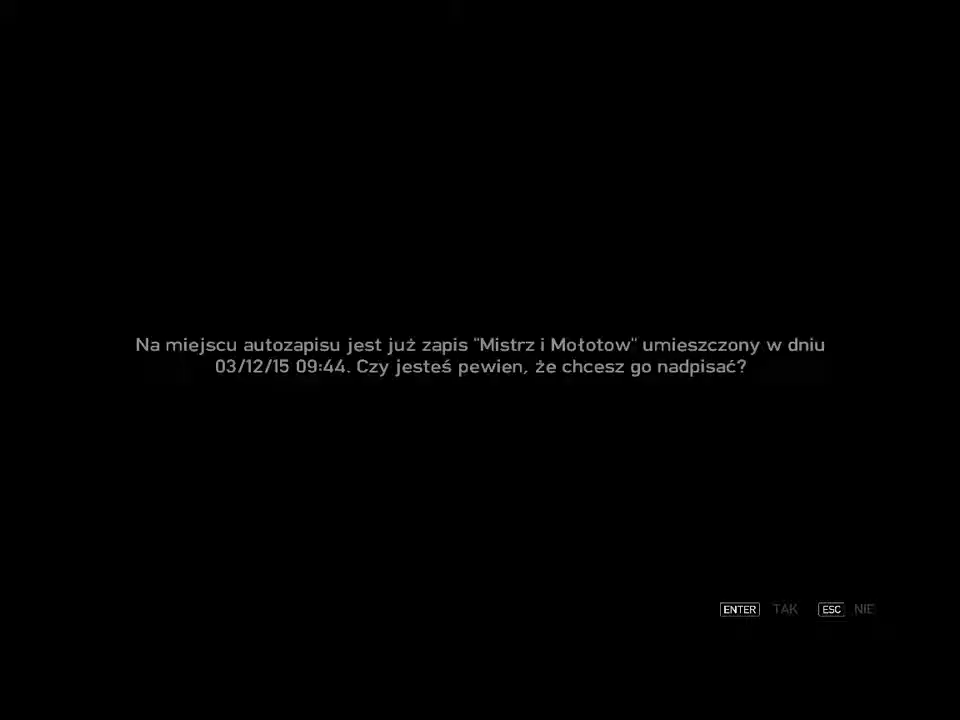 Na miejscu autozapisu jest już zapis "Mistrz i Mołotow" umieszczony w dniu
03/12/15 09:44. Czy jesteś pewien, że chcesz go nadpisać?
ENTER TAK ESC NIE